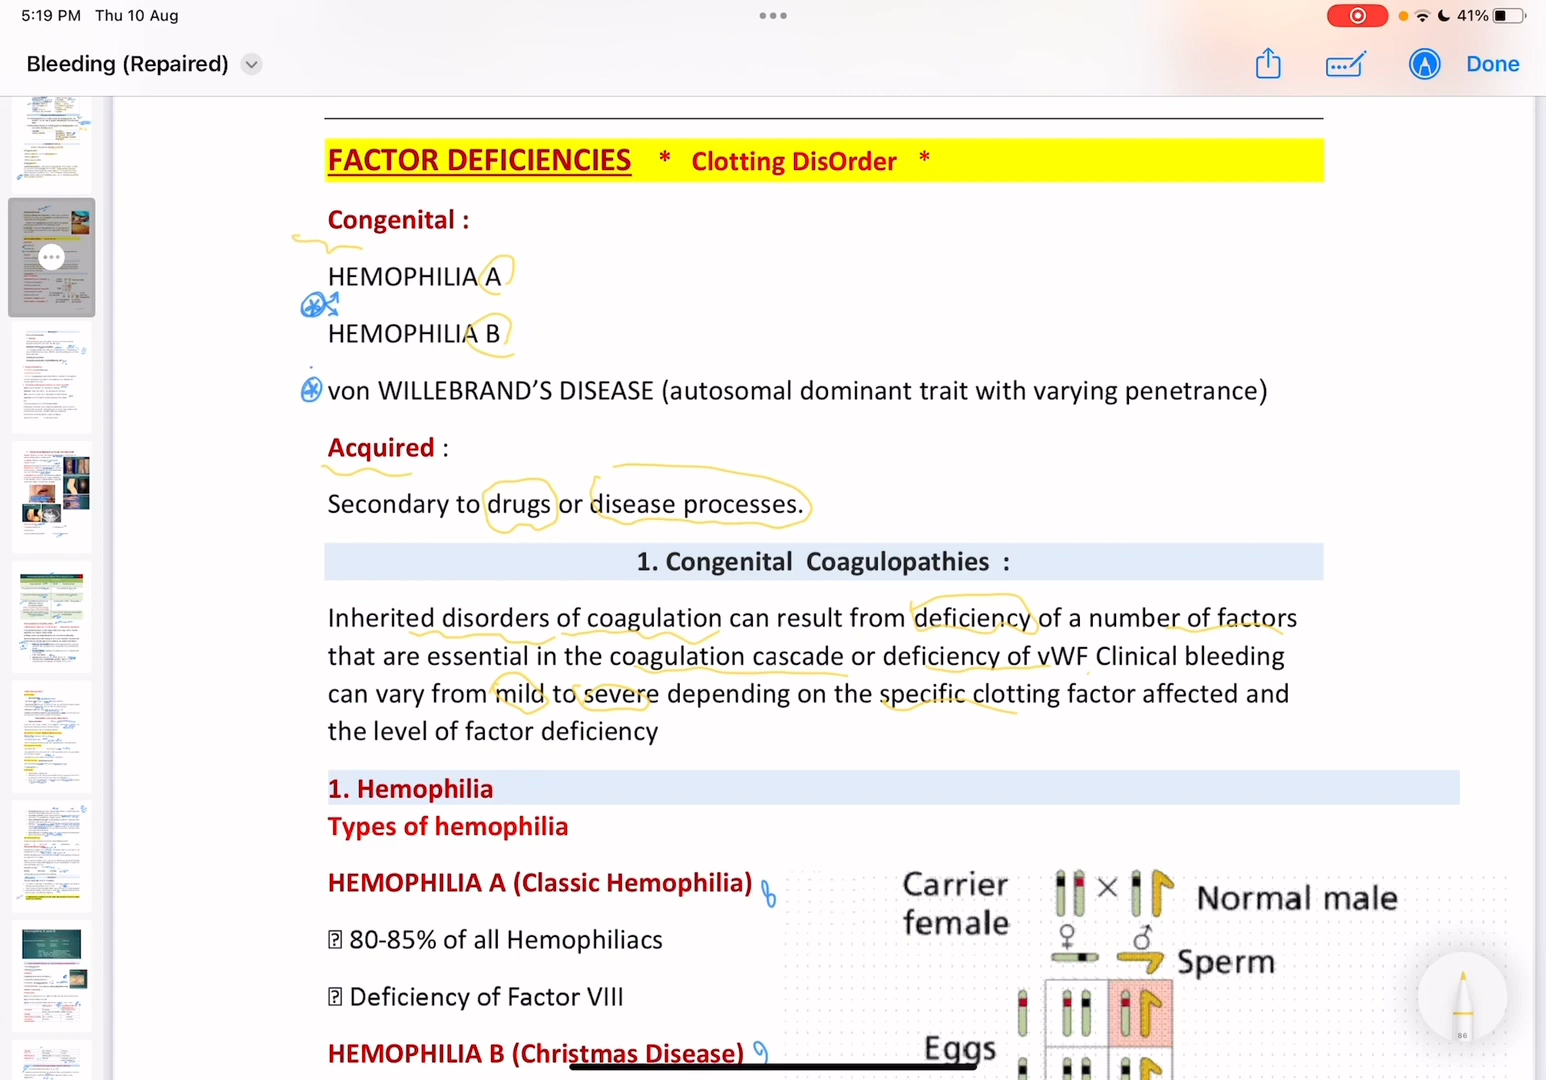 5:19 PM Thu 10 Aug
41%
Bleeding (Repaired)
Done
FACTOR DEFICIENCIES * Clotting DisOrder *
Congenital :
HEMOPHILIA A
HEMOPHILIA B
von WILLEBRAND’S DISEASE (autosomal dominant trait with varying penetrance)
Acquired :
Secondary to drugs or disease processes.
1. Congenital Coagulopathies :
Inherited disorders of coagulation can result from deficiency of a number of factors
that are essential in the coagulation cascade or deficiency of vWF Clinical bleeding
can vary from mild to severe depending on the specific clotting factor affected and
the level of factor deficiency
1. Hemophilia
Types of hemophilia
HEMOPHILIA A (Classic Hemophilia) 8
80-85% of all Hemophiliacs
Deficiency of Factor VIII
HEMOPHILIA B (Christmas Disease) 9
Carrier
female
Normal male
Sperm
Eggs
86